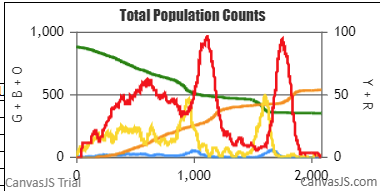 Total Population Counts
1,000
100
500
50
0
0
G + B + O
Y + R
0
1,000
2,000
CanvasJS Trial
CanvasJS.com